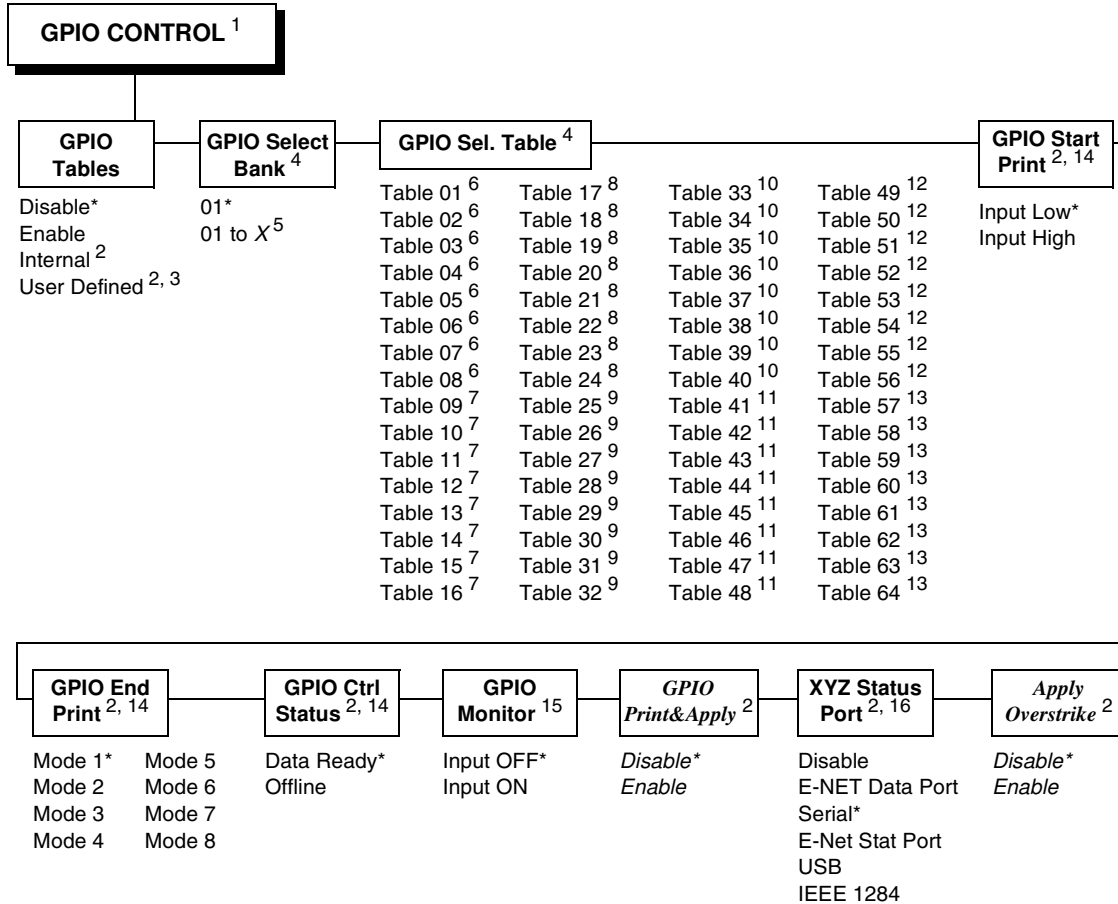 GPIO CONTROL 1
GPIO Tables
Disable*
Enable
Internal 2
User Defined 2, 3
GPIO Select Bank 4
01*
01 to X 5
GPIO Sel. Table 4
Table 01 6
Table 02 6
Table 03 6
Table 04 6
Table 05 6
Table 06 6
Table 07 6
Table 08 6
Table 09 7
Table 10 7
Table 11 7
Table 12 7
Table 13 7
Table 14 7
Table 15 7
Table 16 7
Table 17 8
Table 18 8
Table 19 8
Table 20 8
Table 21 8
Table 22 8
Table 23 8
Table 24 8
Table 25 9
Table 26 9
Table 27 9
Table 28 9
Table 29 9
Table 30 9
Table 31 9
Table 32 9
Table 33 10
Table 34 10
Table 35 10
Table 36 10
Table 37 10
Table 38 10
Table 39 10
Table 40 10
Table 41 11
Table 42 11
Table 43 11
Table 44 11
Table 45 11
Table 46 11
Table 47 11
Table 48 11
Table 49 12
Table 50 12
Table 51 12
Table 52 12
Table 53 12
Table 54 12
Table 55 12
Table 56 12
Table 57 13
Table 58 13
Table 59 13
Table 60 13
Table 61 13
Table 62 13
Table 63 13
Table 64 13
GPIO Start
Print 2, 14
Input Low*
Input High
GPIO End
Print 2, 14
Mode 1*
Mode 2
Mode 3
Mode 4
Mode 5
Mode 6
Mode 7
Mode 8
GPIO Ctrl
Status 2, 14
Data Ready*
Offline
GPIO
Monitor 15
Input OFF*
Input ON
GPIO
Print&Apply 2
Disable*
Enable
XYZ Status
Port 2, 16
Disable
E-NET Data Port
Serial*
E-Net Stat Port
USB
IEEE 1284
Apply
Overstrike 2
Disable*
Enable